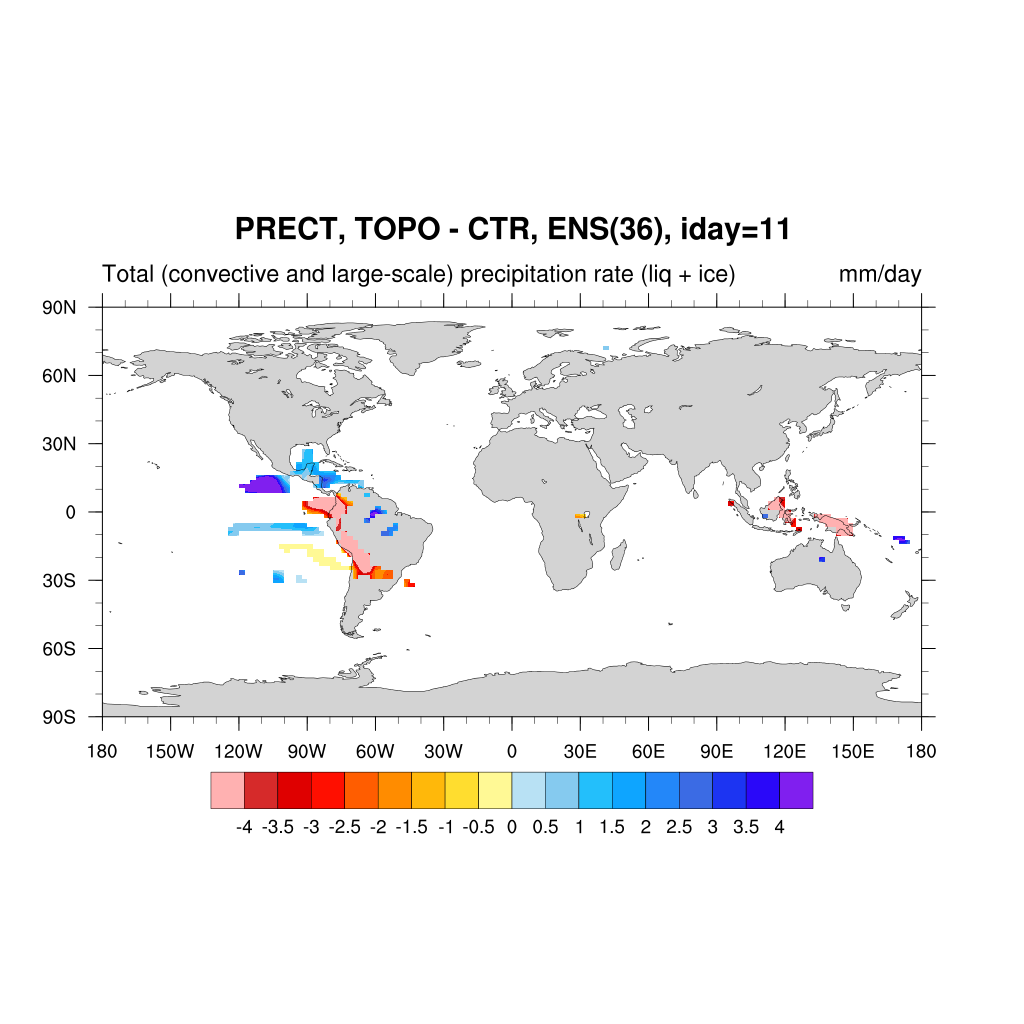 PRECT, TOPO - CTR, ENS(36), iday=11
Total (convective and large-scale) precipitation rate (liq + ice) mm/day
90N
60N
30N
0
30S
60S
90S
180 150W 120W 90W 60W 30W 0 30E 60E 90E 120E 150E 180
-4 -3.5 -3 -2.5 -2 -1.5 -1 -0.5 0 0.5 1 1.5 2 2.5 3 3.5 4